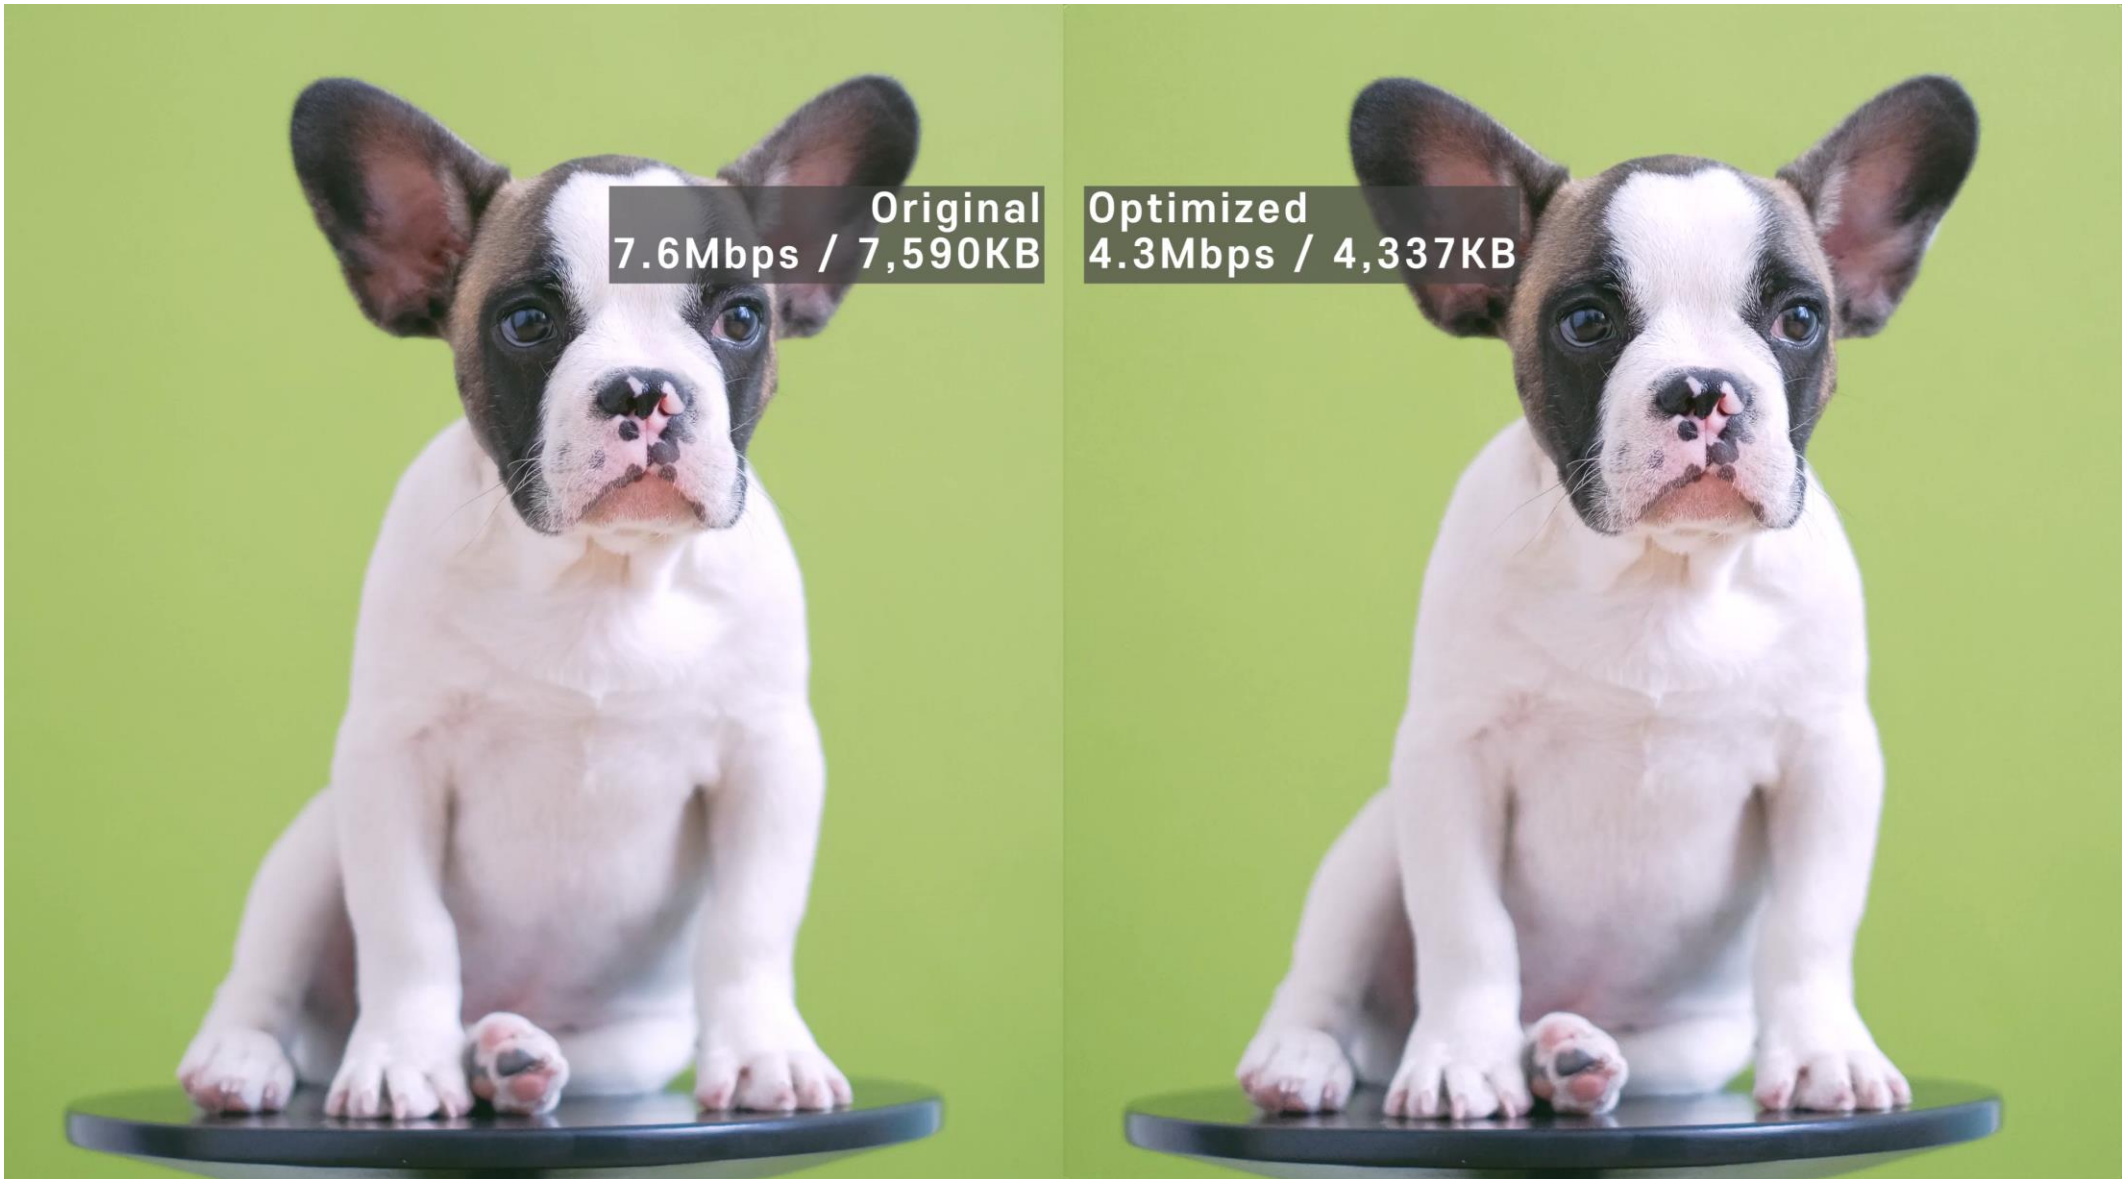 Original
7.6Mbps / 7,590KB
Optimized
4.3Mbps / 4,337KB